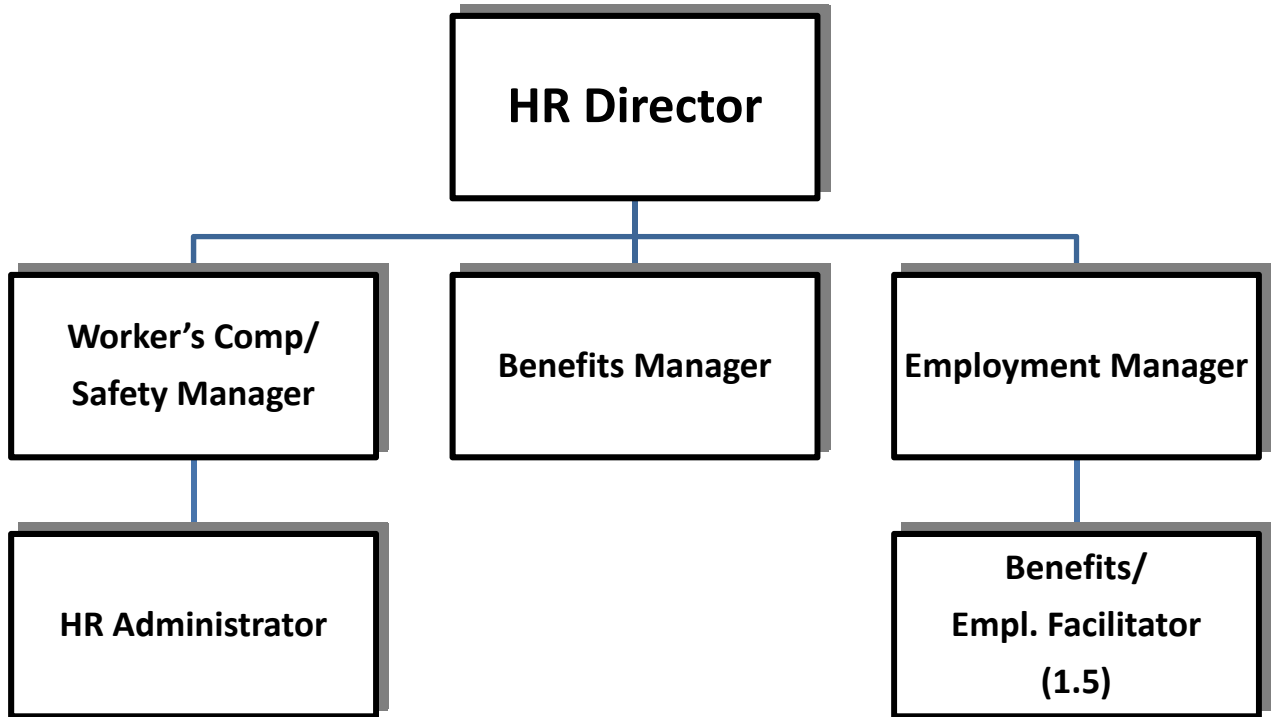 HR Director
Worker’s Comp/
Safety Manager
Benefits Manager
Employment Manager
HR Administrator
Benefits/
Empl. Facilitator
(1.5)